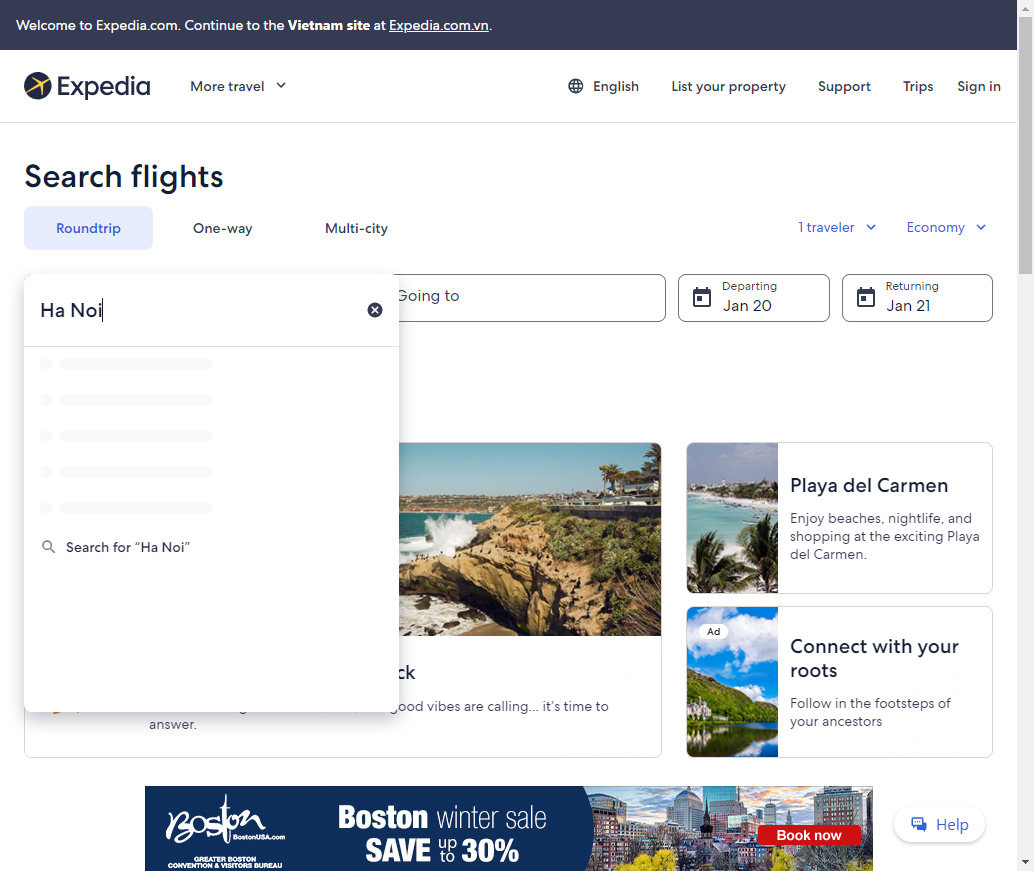 Welcome to Expedia.com. Continue to the Vietnam site at Expedia.com.vn.
Expedia
More travel
English
List your property
Support
Trips
Sign in
Search flights
Roundtrip
One-way
Multi-city
1 traveler
Economy
Ha Noi
Going to
Departing
Jan 20
Returning
Jan 21
Search for “Ha Noi”
Playa del Carmen
Enjoy beaches, nightlife, and
shopping at the exciting Playa
del Carmen.
Ad
Connect with your
roots
Follow in the footsteps of
your ancestors
ck
good vibes are calling... it's time to
answer.
Boston
BostonUSA.com
GREATER BOSTON
CONVENTION & VISITORS BUREAU
Boston winter sale
SAVE up to 30%
Book now
Help